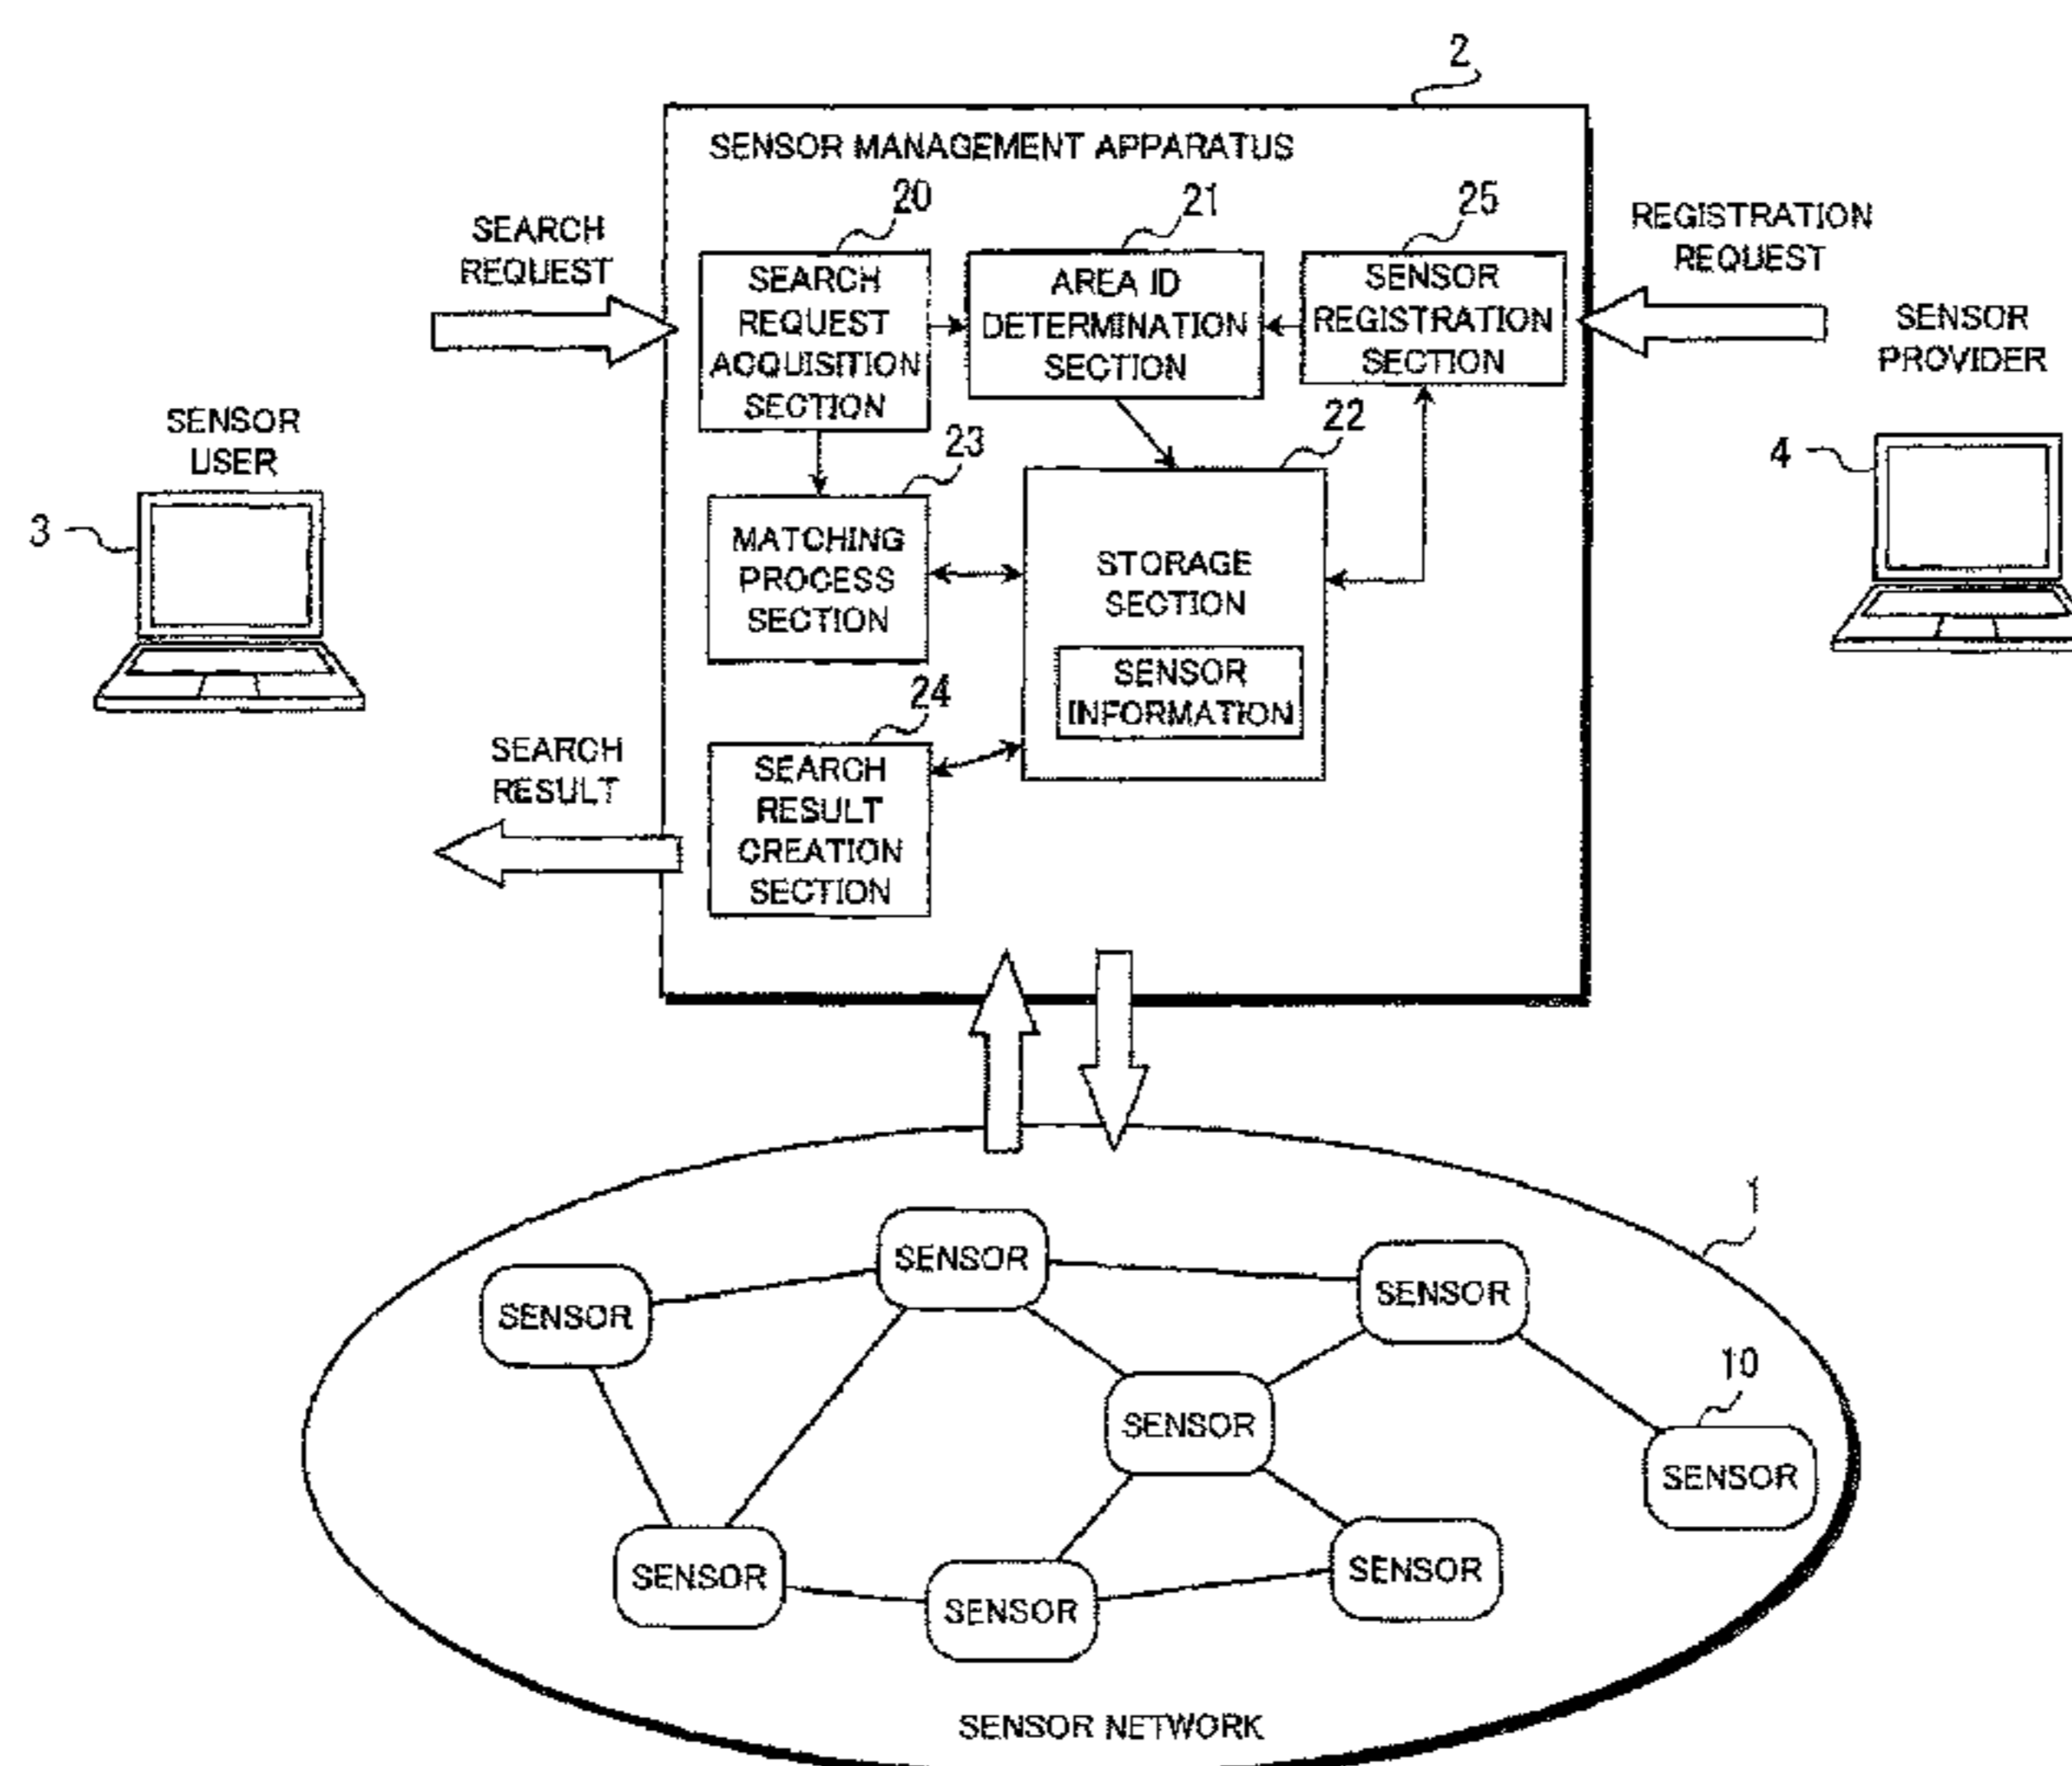 2
SENSOR MANAGEMENT APPARATUS
20
21
25
SEARCH
REQUEST
REGISTRATION
REQUEST
SEARCH
REQUEST
ACQUISITION
SECTION
AREA ID
DETERMINATION
SECTION
SENSOR
REGISTRATION
SECTION
SENSOR
PROVIDER
SENSOR
USER
23
22
4
3
MATCHING
PROCESS
SECTION
STORAGE
SECTION
SENSOR
INFORMATION
24
SEARCH
RESULT
SEARCH
RESULT
CREATION
SECTION
1
SENSOR
SENSOR
SENSOR
10
SENSOR
SENSOR
SENSOR
SENSOR
SENSOR
SENSOR NETWORK